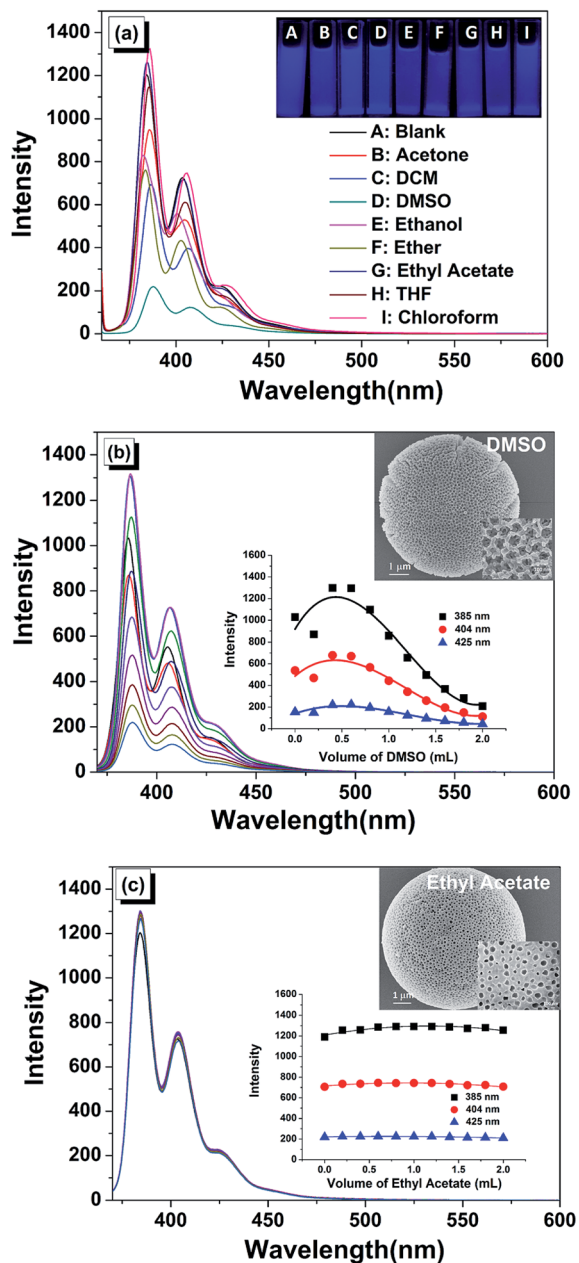 (a)
A B C D E F G H I
A: Blank
B: Acetone
C: DCM
D: DMSO
E: Ethanol
F: Ether
G: Ethyl Acetate
H: THF
I: Chloroform
1400
1200
1000
800
600
400
200
0
Intensity
400 450 500 550 600
Wavelength(nm)
(b)
DMSO
1 μm
1400
1200
1000
800
600
400
200
0
Intensity
1600
1400
1200
1000
800
600
400
200
0
Intensity
385 nm
404 nm
425 nm
0.0 0.5 1.0 1.5 2.0
Volume of DMSO (mL)
400 450 500 550 600
Wavelength(nm)
(c)
Ethyl Acetate
1 μm
1400
1200
1000
800
600
400
200
0
Intensity
1600
1400
1200
1000
800
600
400
200
0
Intensity
385 nm
404 nm
425 nm
0.0 0.5 1.0 1.5 2.0
Volume of Ethyl Acetate (mL)
400 450 500 550 600
Wavelength(nm)